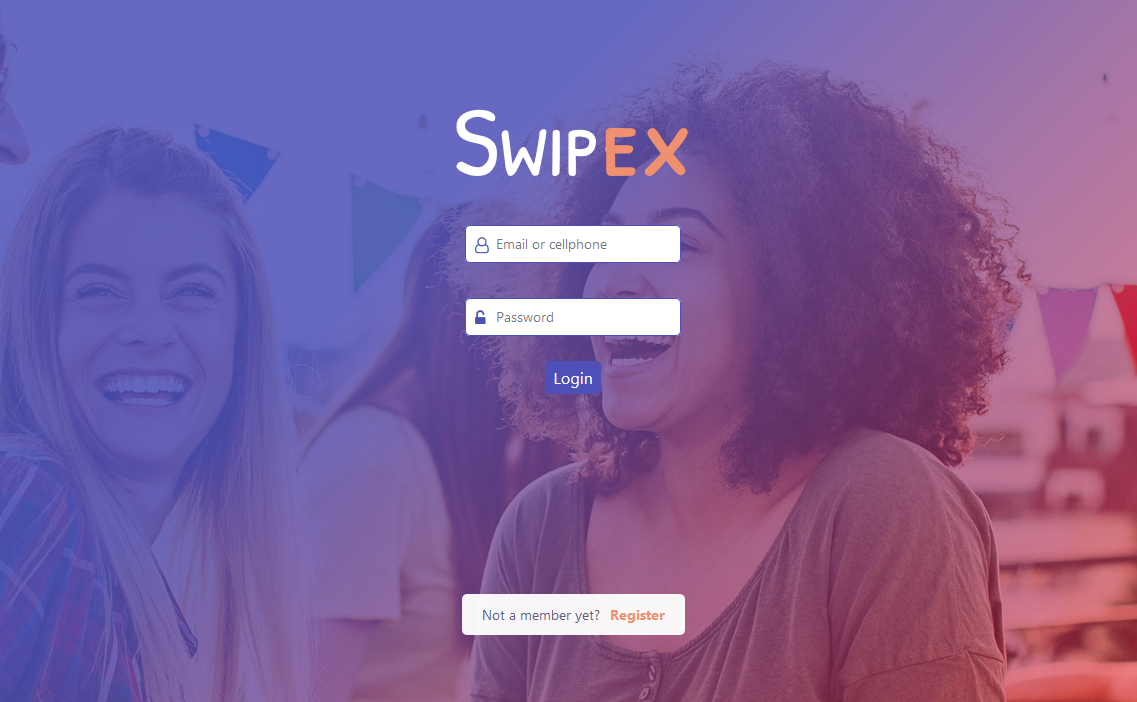 SWIPEX
Email or cellphone
Password
Login
Not a member yet? Register